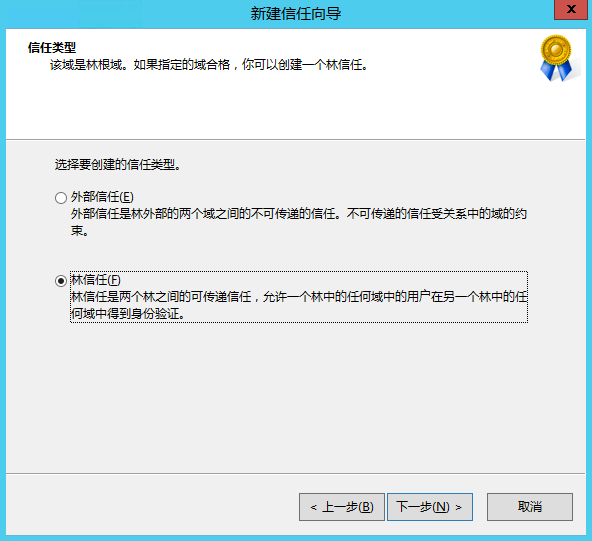 新建信任向导
x
信任类型
该域是林根域。如果指定的域合格，你可以创建一个林信任。
选择要创建的信任类型。
外部信任(E)
外部信任是林外部的两个域之间的不可传递的信任。不可传递的信任受关系中的域的约
束。
林信任(F)
林信任是两个林之间的可传递信任，允许一个林中的任何域中的用户在另一个林中的任
何域中得到身份验证。
< 上一步(B) 下一步(N) > 取消